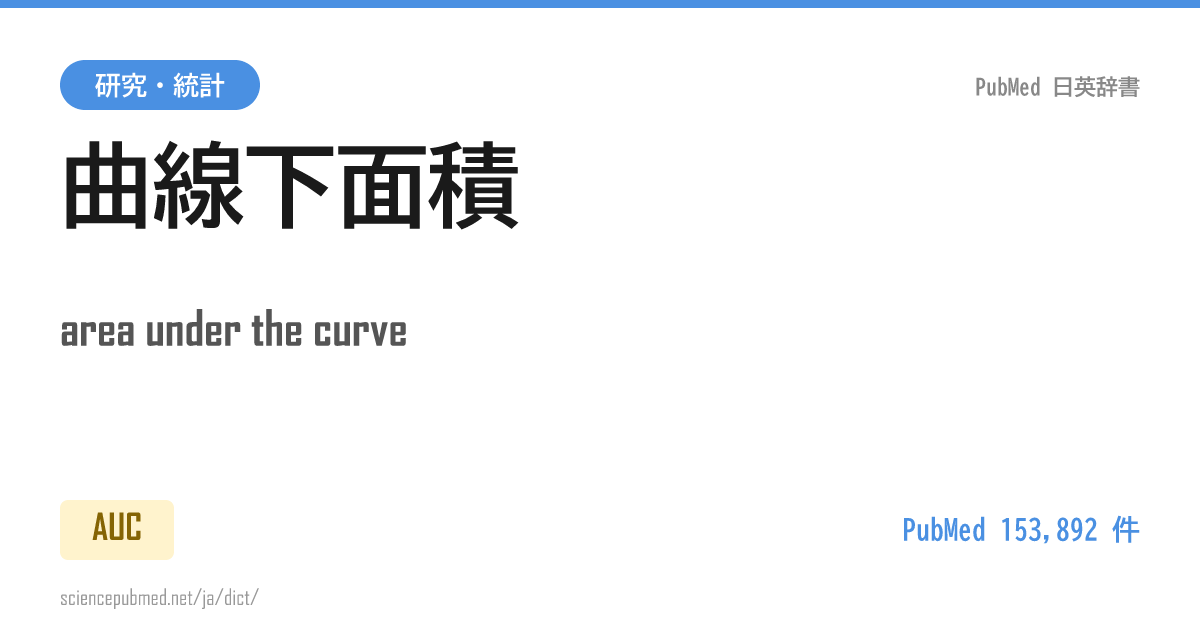 研究・統計
PubMed 日英辞書
曲線下面積
area under the curve
AUC
PubMed 153,892 件
sciencepubmed.net/ja/dict/